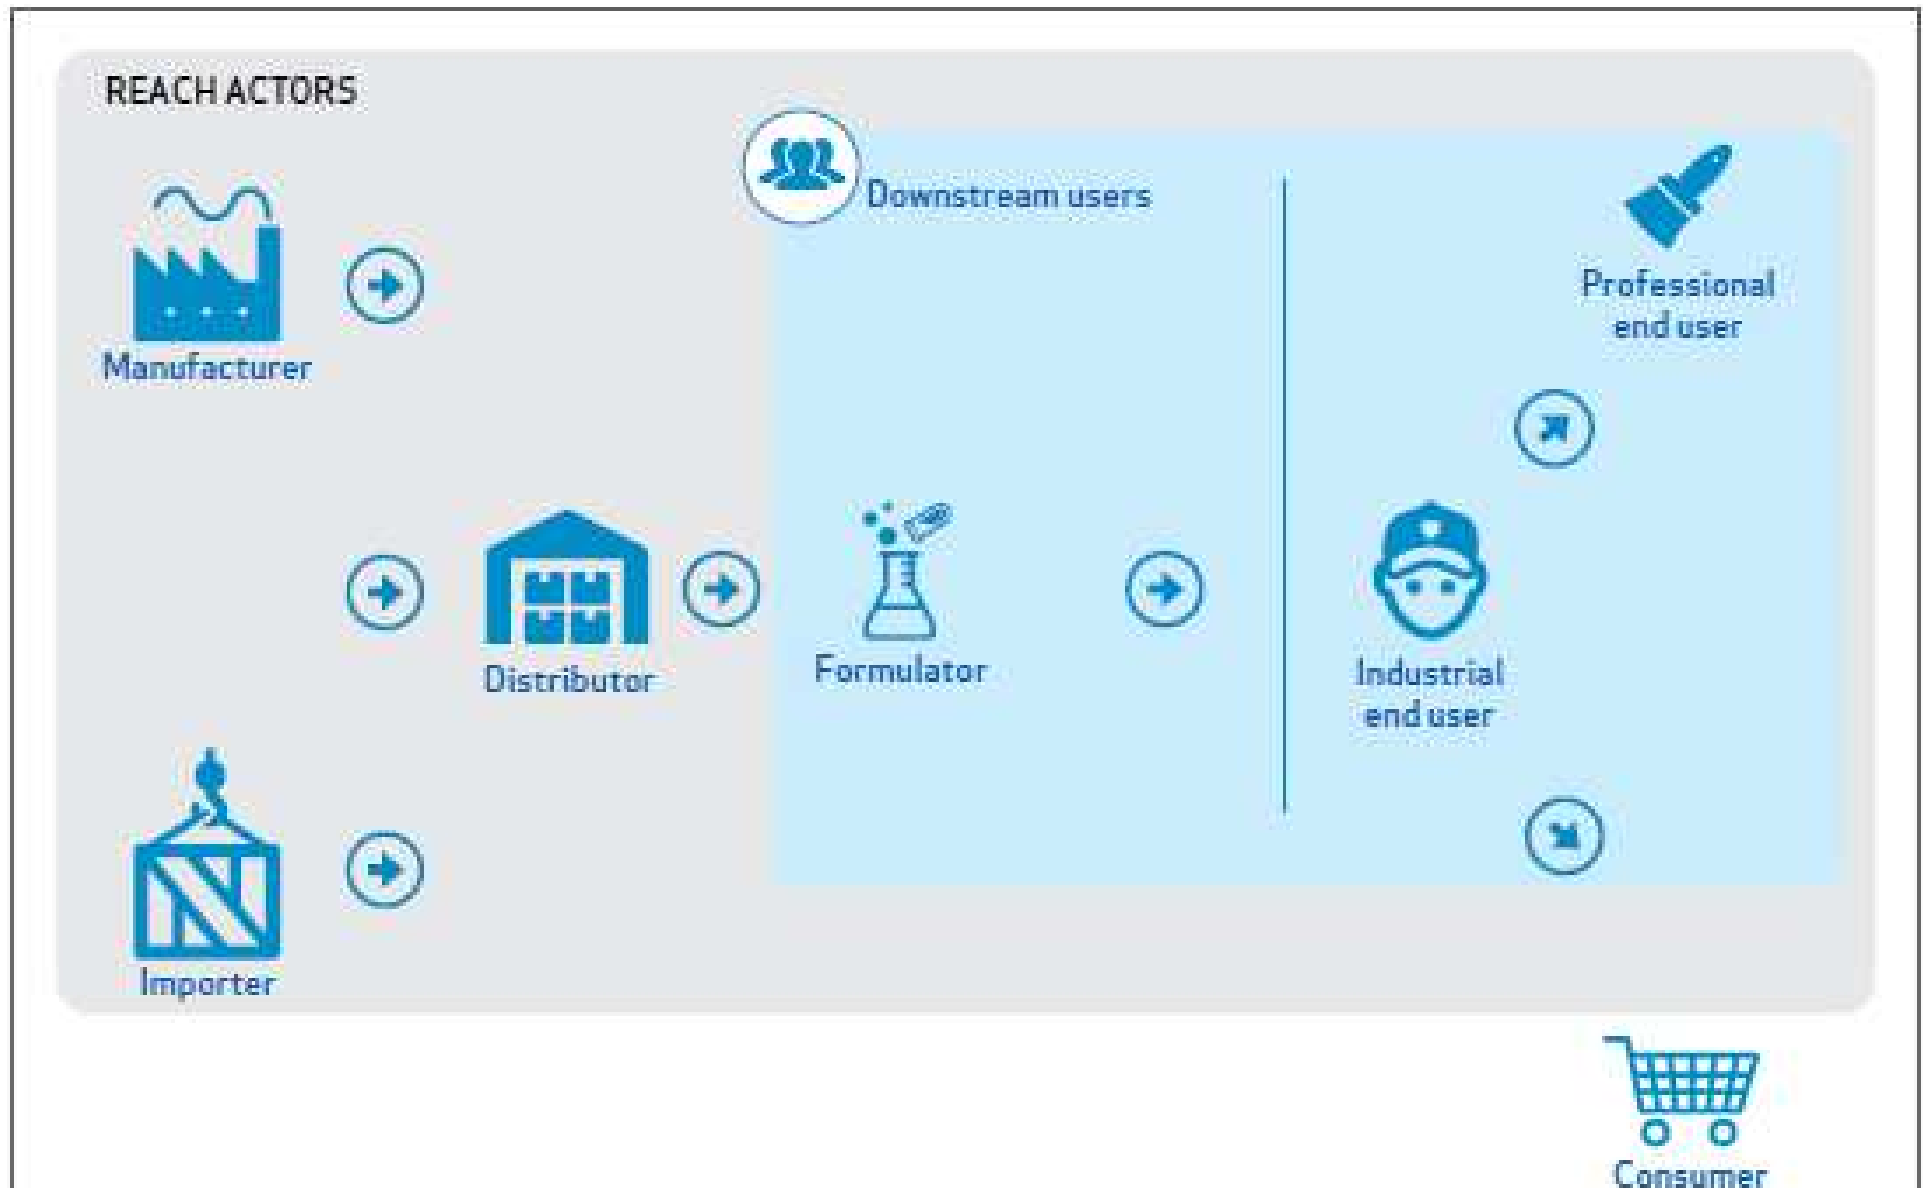 REACH ACTORS
Downstream users
Professional
end user
Manufacturer
Distributor
Formulator
Industrial
end user
Importer
Consumer